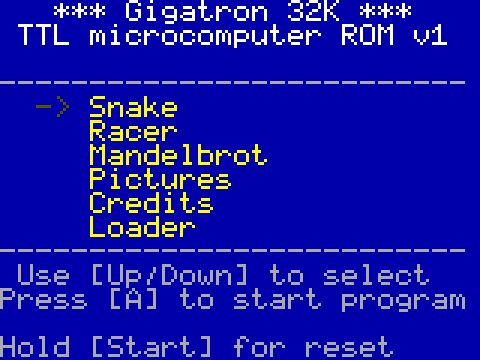 *** Gigatron 32K ***
TTL microcomputer ROM v1
--------------------------
-> Snake
Racer
Mandelbrot
Pictures
Credits
Loader
--------------------------
Use [Up/Down] to select
Press [A] to start program
Hold [Start] for reset